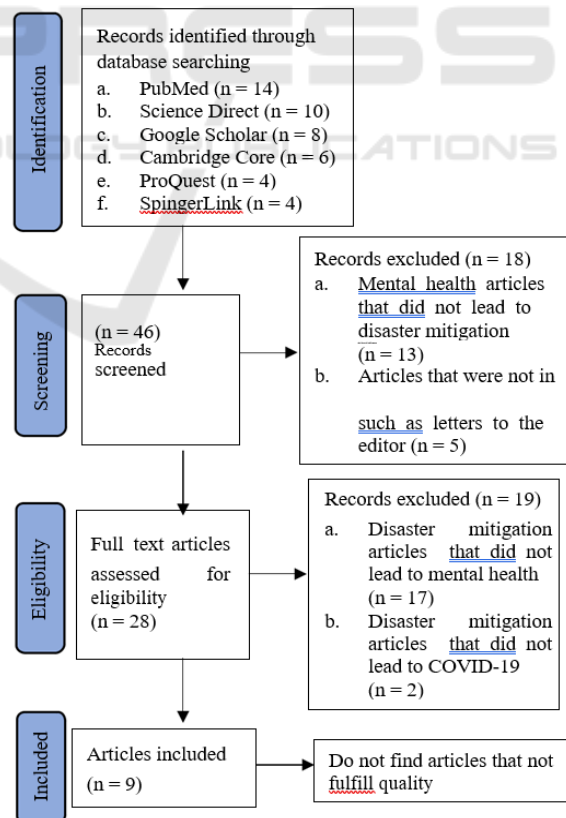 PRESS
OLOGY PUBLICATIONS
Identification
Records identified through
database searching
a. PubMed (n = 14)
b. Science Direct (n = 10)
c. Google Scholar (n = 8)
d. Cambridge Core (n = 6)
e. ProQuest (n = 4)
f. SpingerLink (n = 4)
Screening
(n = 46)
Records
screened
Records excluded (n = 18)
a. Mental health articles
that did not lead to
disaster mitigation
(n = 13)
b. Articles that were not in
such as letters to the
editor (n = 5)
Eligibility
Full text articles
assessed for
eligibility
(n = 28)
Records excluded (n = 19)
a. Disaster mitigation
articles that did not
lead to mental health
(n = 17)
b. Disaster mitigation
articles that did not
lead to COVID-19
(n = 2)
Included
Articles included
(n = 9)
Do not find articles that not
fulfill quality